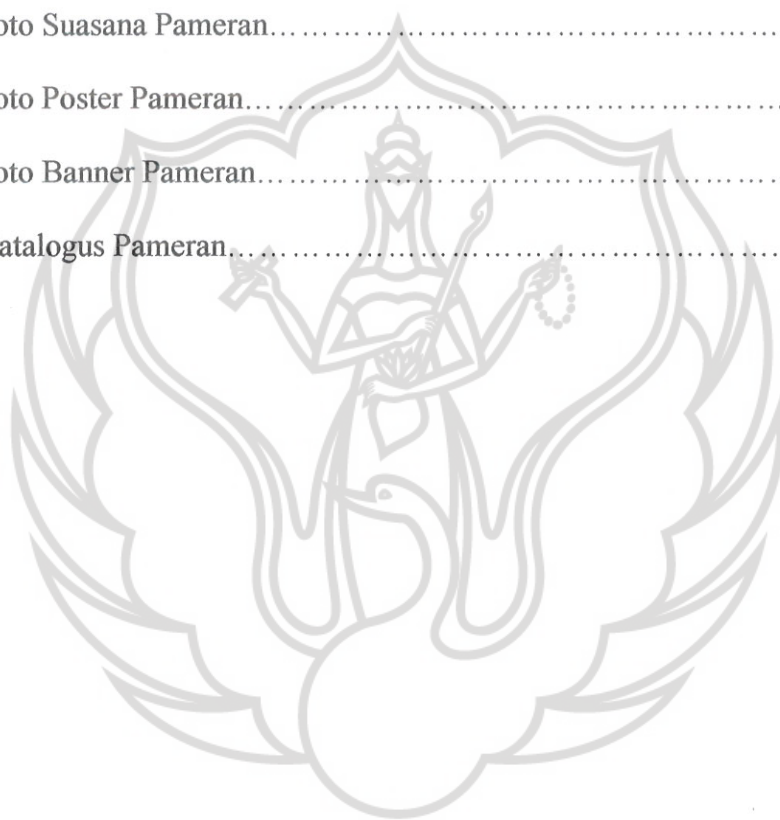 oto Suasana Pameran...............................................................
oto Poster Pameran...............................................................
oto Banner Pameran...............................................................
atalogus Pameran...............................................................